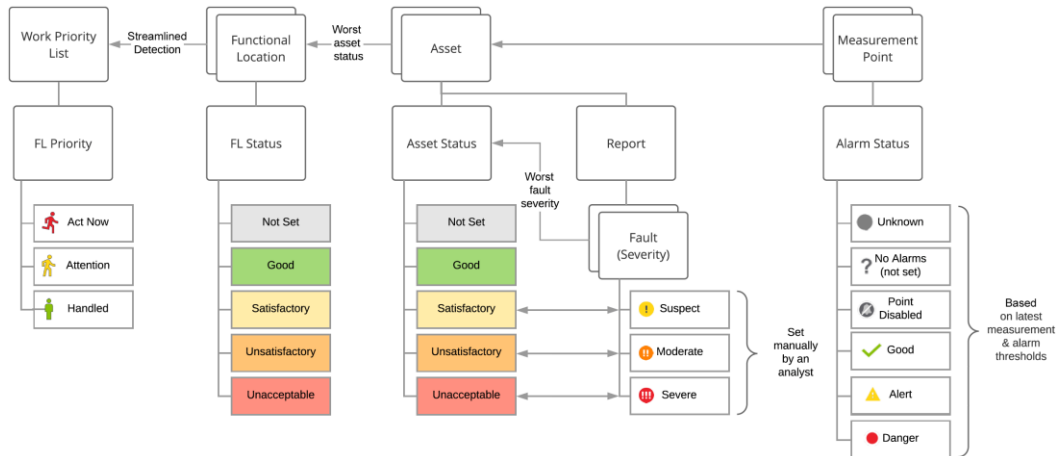 Work Priority
List
Streamlined
Detection
Functional
Location
Worst
asset
status
Asset
Measurement
Point
FL Priority
FL Status
Asset Status
Worst
fault
severity
Report
Alarm Status
Act Now
Attention
Handled
Not Set
Good
Satisfactory
Unsatisfactory
Unacceptable
Not Set
Good
Satisfactory
Unsatisfactory
Unacceptable
Fault
(Severity)
! Suspect
!! Moderate
!!! Severe
Set
manually
by an
analyst
Unknown
? No Alarms
(not set)
Point
Disabled
Good
Alert
Danger
Based
on latest
measurement
& alarm
thresholds